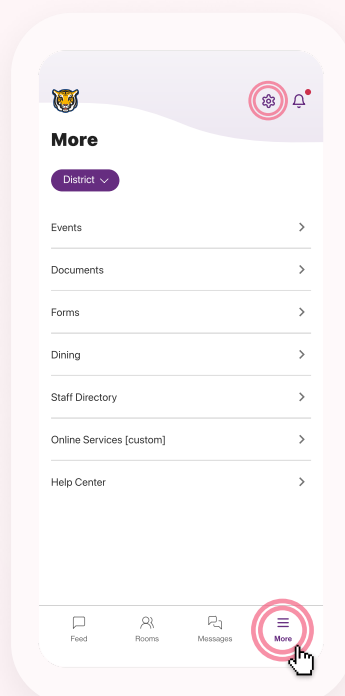 More
District
Events
Documents
Forms
Dining
Staff Directory
Online Services [custom]
Help Center
Feed
Rooms
Messages
More